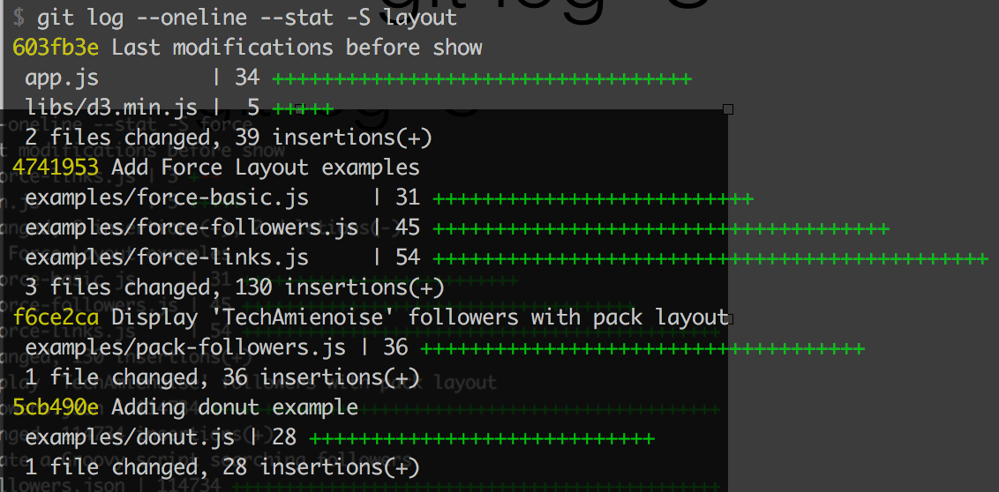 git log -S
$ git log --oneline --stat -S layout
603fb3e Last modifications before show
app.js | 34 ++++++++++++++++++++++++++++++++++
libs/d3.min.js | 5 +++++
2 files changed, 39 insertions(+)
4741953 Add Force Layout examples
examples/force-basic.js | 31 ++++++++++++++++++++++++++
examples/force-followers.js | 45 +++++++++++++++++++++++++++++++++++++
examples/force-links.js | 54 +++++++++++++++++++++++++++++++++++++++++++++
3 files changed, 130 insertions(+)
f6ce2ca Display 'TechAmienoise' followers with pack layout
examples/pack-followers.js | 36 ++++++++++++++++++++++++++++++++++++
1 file changed, 36 insertions(+)
5cb490e Adding donut example
examples/donut.js | 28 ++++++++++++++++++++++++++++
1 file changed, 28 insertions(+)